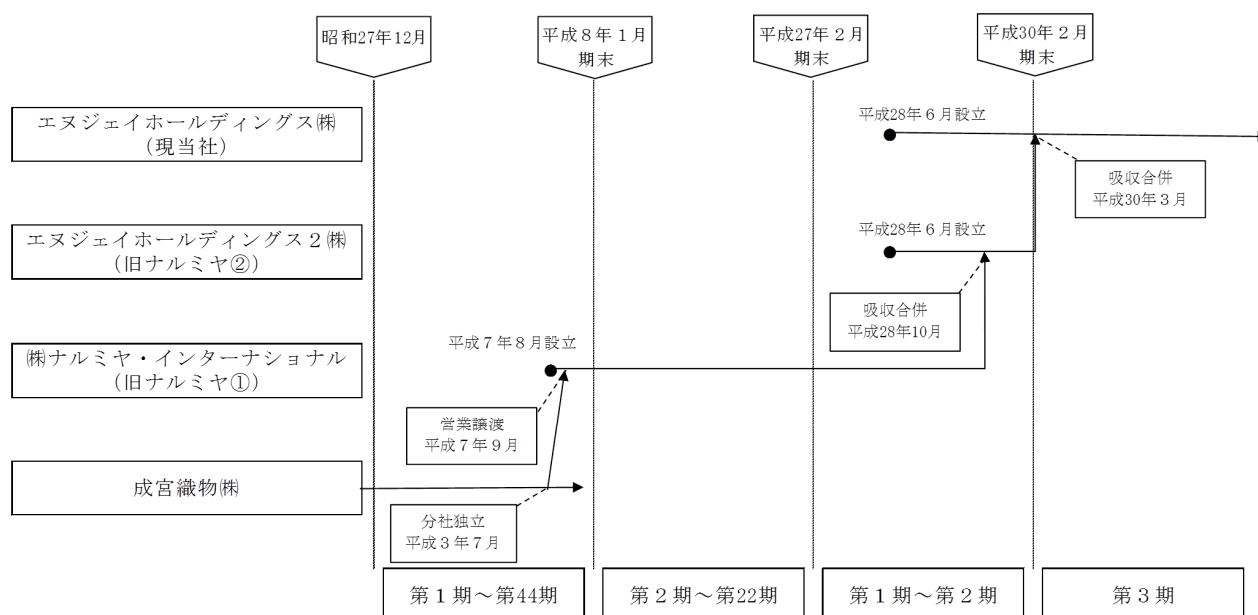 昭和27年12月
平成８年１月
期末
平成27年２月
期末
平成30年２月
期末
エヌジェイホールディングス㈱
（現当社）
平成28年６月設立
吸収合併
平成30年３月
エヌジェイホールディングス２㈱
（旧ナルミヤ②）
平成28年６月設立
吸収合併
平成28年10月
㈱ナルミヤ・インターナショナル
（旧ナルミヤ①）
平成７年８月設立
営業譲渡
平成７年９月
成宮織物㈱
分社独立
平成３年７月
第１期～第44期
第２期～第22期
第１期～第２期
第３期